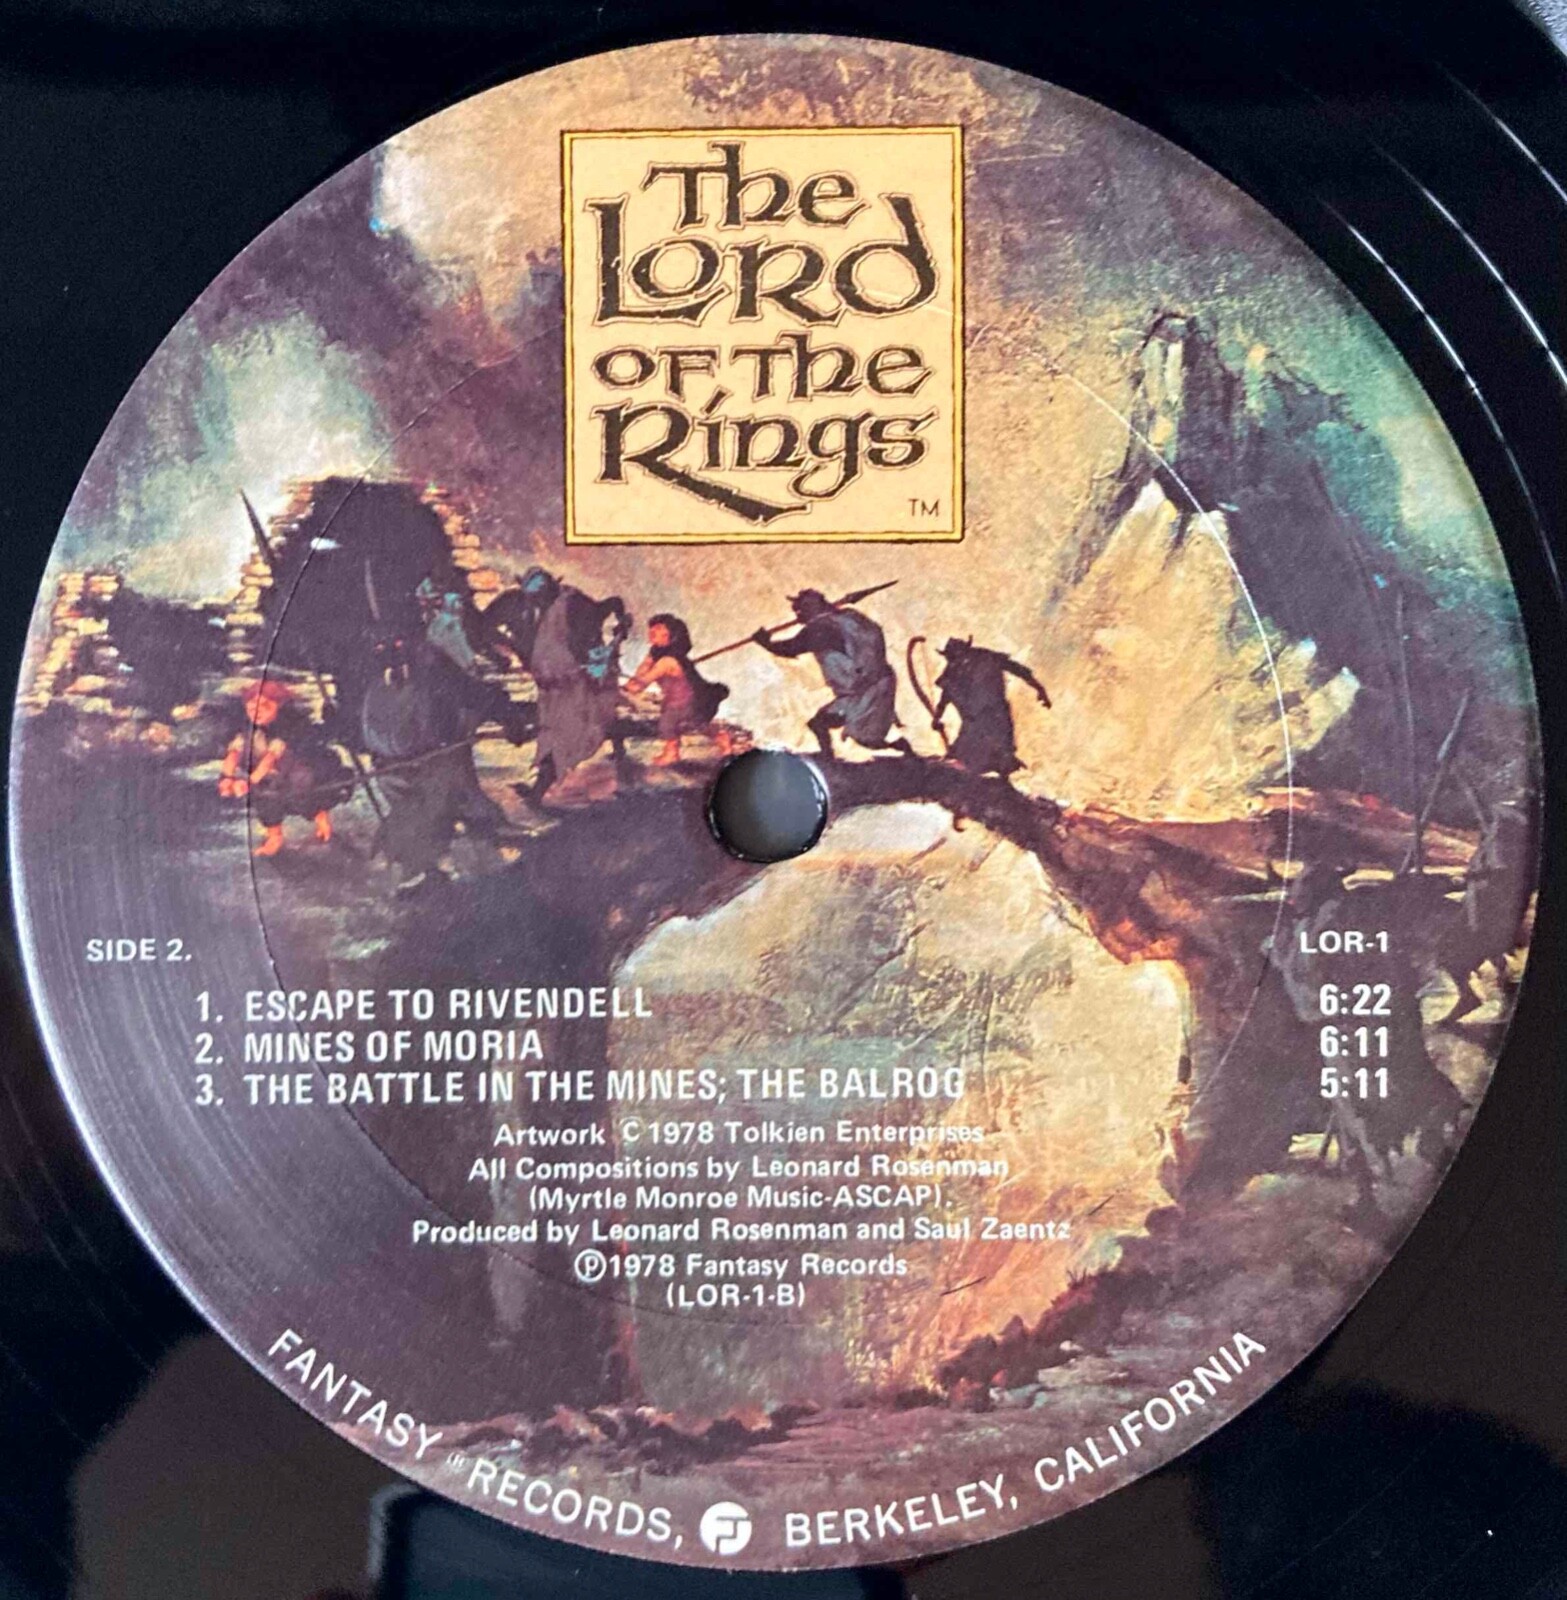 The
Lord
of the
Rings
TM
SIDE 2.
LOR-1
1. ESCAPE TO RIVENDELL 6:22
2. MINES OF MORIA 6:11
3. THE BATTLE IN THE MINES; THE BALROG 5:11
Artwork © 1978 Tolkien Enterprises
All Compositions by Leonard Rosenman
(Myrtle Monroe Music-ASCAP).
Produced by Leonard Rosenman and Saul Zaentz
Ⓟ1978 Fantasy Records
(LOR-1-B)
FANTASY RECORDS, BERKELEY, CALIFORNIA